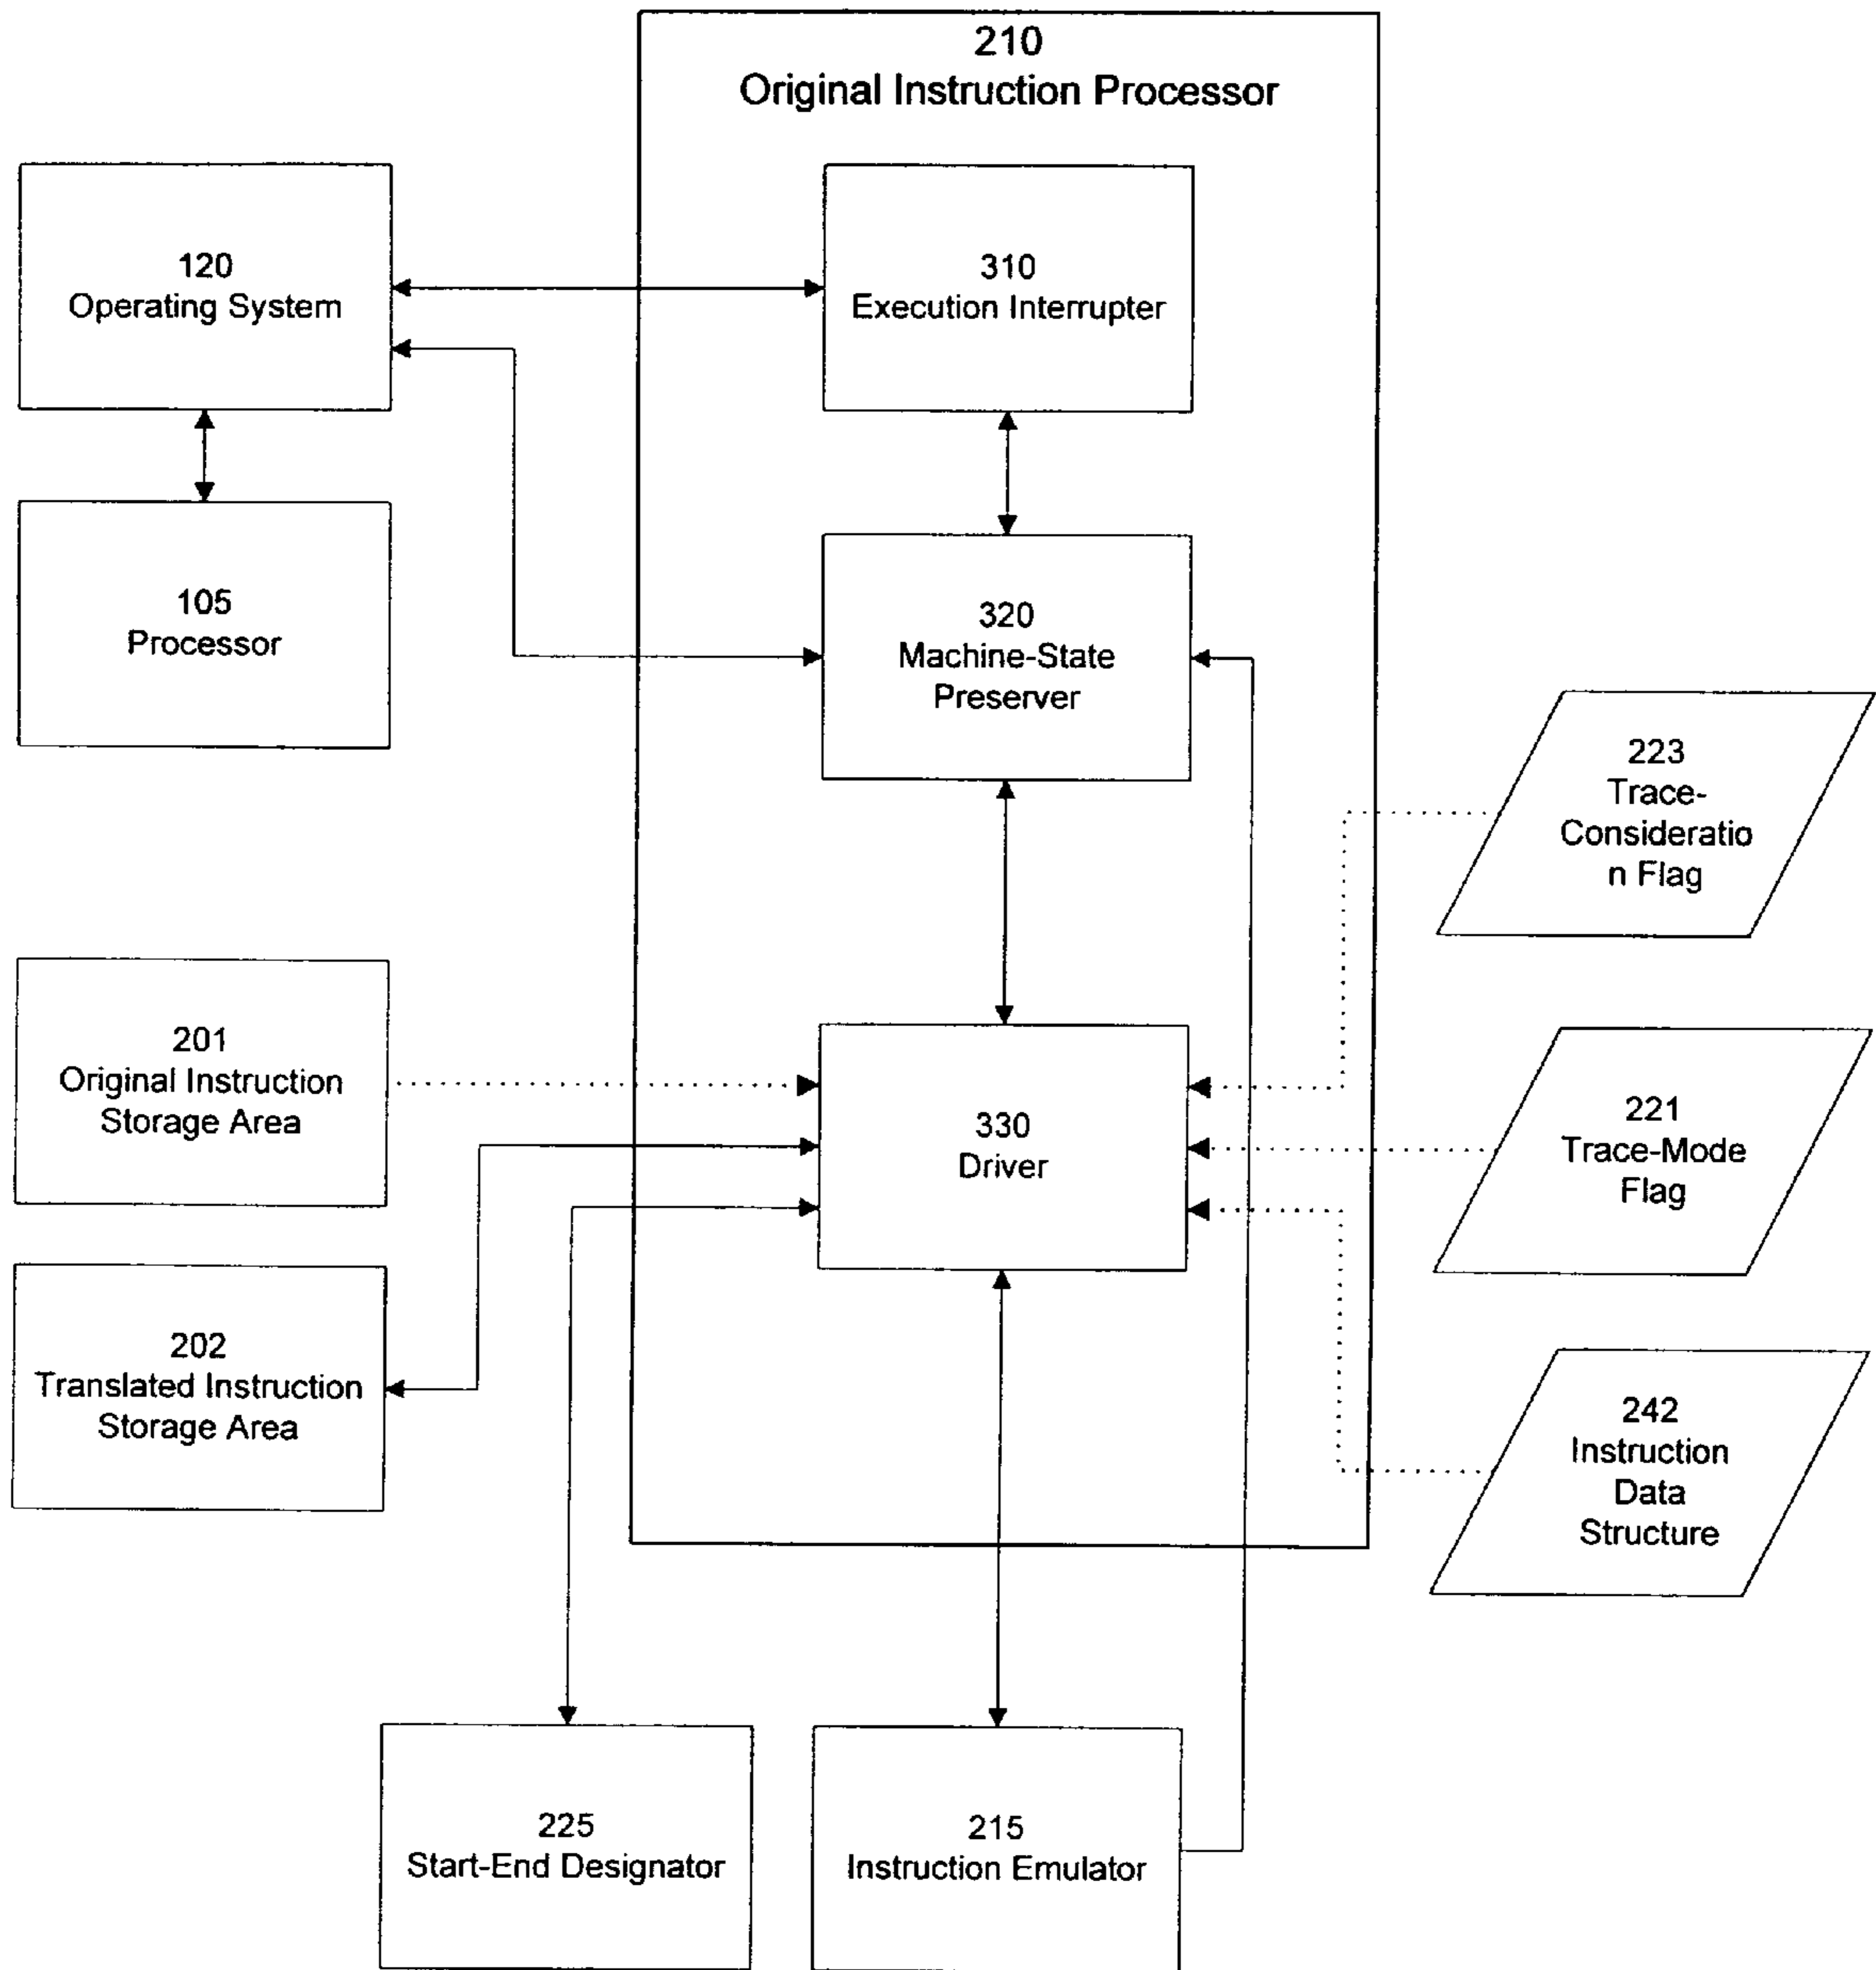 210
Original Instruction Processor
120
Operating System
310
Execution Interrupter
105
Processor
320
Machine-State
Preserver
223
Trace-
Consideratio
n Flag
201
Original Instruction
Storage Area
330
Driver
221
Trace-Mode
Flag
202
Translated Instruction
Storage Area
242
Instruction
Data
Structure
225
Start-End Designator
215
Instruction Emulator